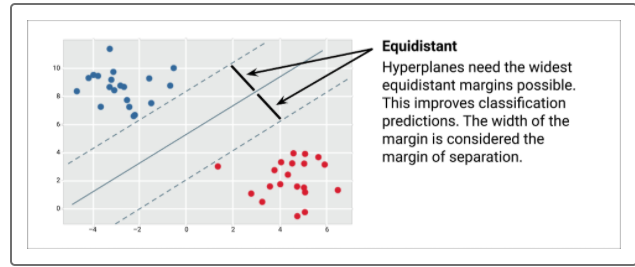 Equidistant
Hyperplanes need the widest
equidistant margins possible.
This improves classification
predictions. The width of the
margin is considered the
margin of separation.
10
8
6
4
2
0
−4
−2
0
2
4
6